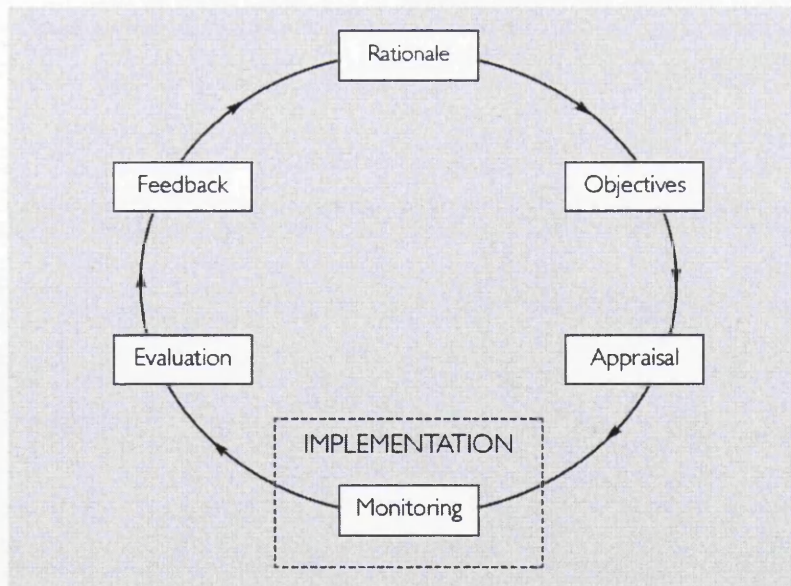 Rationale
Objectives
Appraisal
IMPLEMENTATION
Monitoring
Evaluation
Feedback